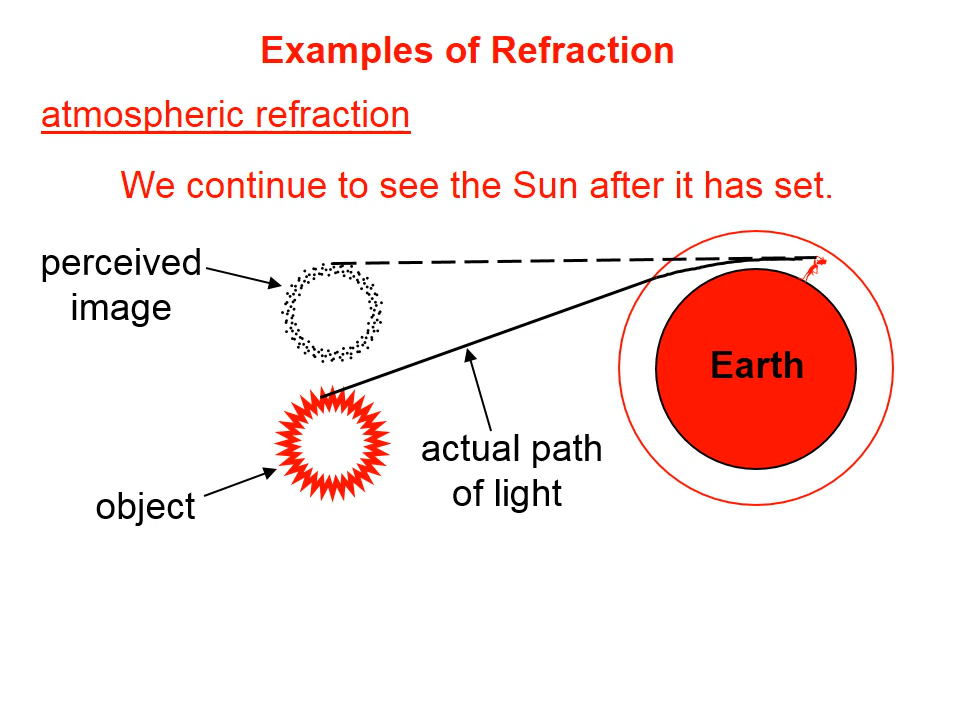 Examples of Refraction
atmospheric refraction
We continue to see the Sun after it has set.
perceived
image
Earth
actual path
of light
object